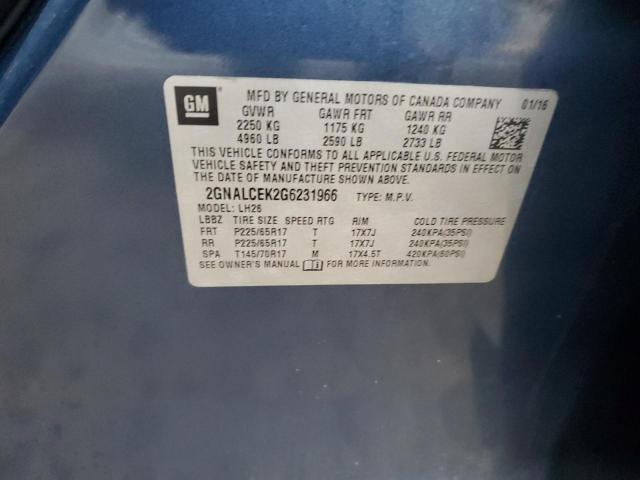 GM
MFD BY GENERAL MOTORS OF CANADA COMPANY 01/16
GVWR GAWR FRT GAWR RR
2250 KG 1175 KG 1240 KG
4960 LB 2590 LB 2733 LB
THIS VEHICLE CONFORMS TO ALL APPLICABLE U.S. FEDERAL MOTOR
VEHICLE SAFETY AND THEFT PREVENTION STANDARDS IN EFFECT ON
THE DATE OF MANUFACTURE SHOWN ABOVE.
2GNALCEK2G6231966 TYPE: M.P.V.
MODEL: LH26
LBBZ TIRE SIZE SPEED RTG RIM COLD TIRE PRESSURE
FRT P225/65R17 T 17X7J 240KPA(35PSI)
RR P225/65R17 T 17X7J 240KPA(35PSI)
SPA T145/70R17 M 17X4.5T 420KPA(60PSI)
SEE OWNER'S MANUAL FOR MORE INFORMATION.